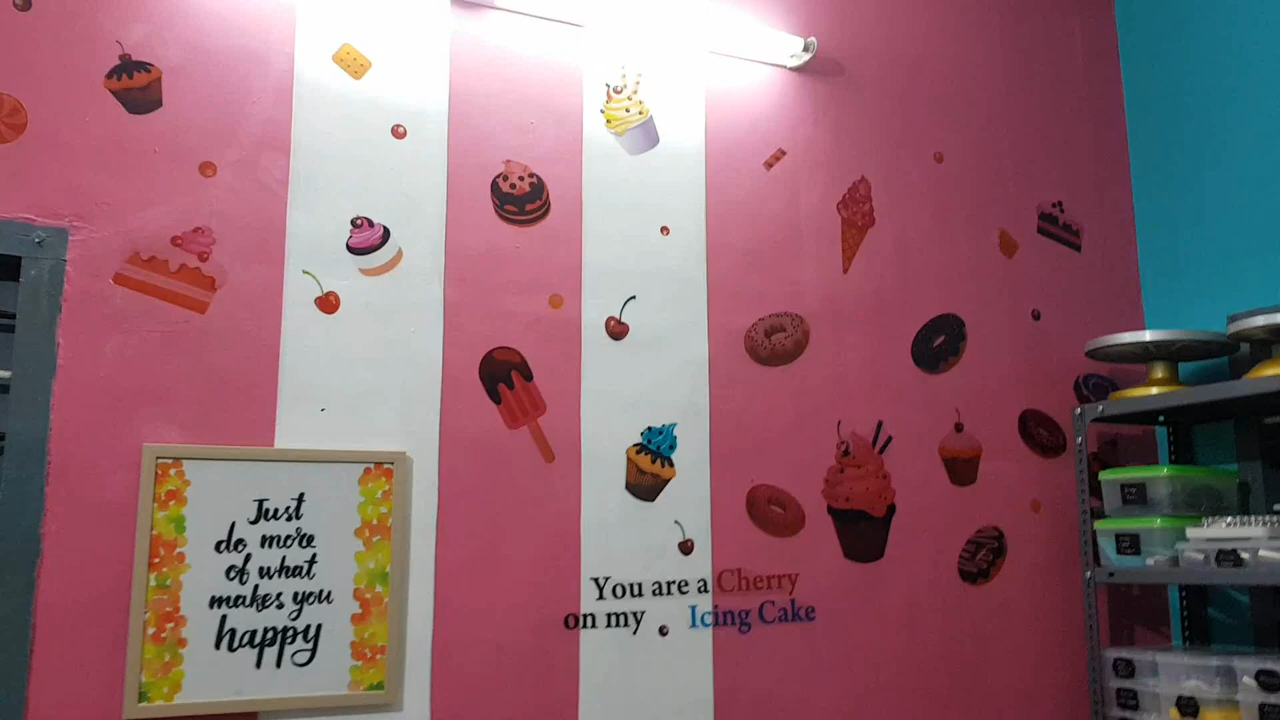 Just
do more
of what
makes you
happy
You are a Cherry
on my Icing Cake